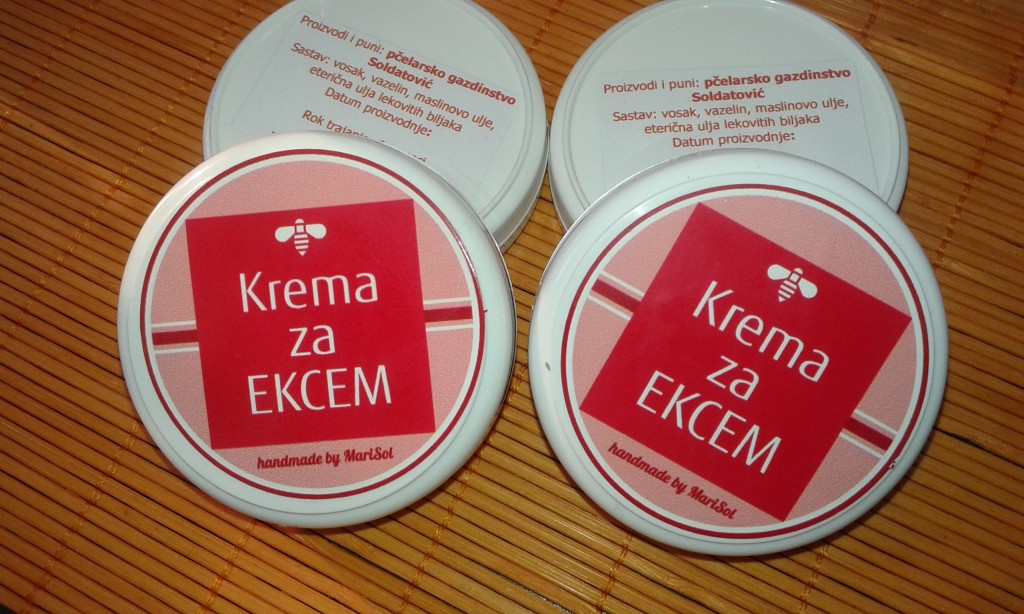 Proizvodi i puni: pčelarsko gazdinstvo
Soldatović
Sastav: vosak, vazelin, maslinovo ulje,
eterična ulja lekovitih biljaka
Datum proizvodnje:
Rok
Proizvodi i puni: pčelarsko gazdinstvo
Soldatović
Sastav: vosak, vazelin, maslinovo ulje,
eterična ulja lekovitih biljaka
Datum proizvodnje:
Krema
za
EKCEM
handmade by MariSol
Krema
za
EKCEM
handmade by MariSol